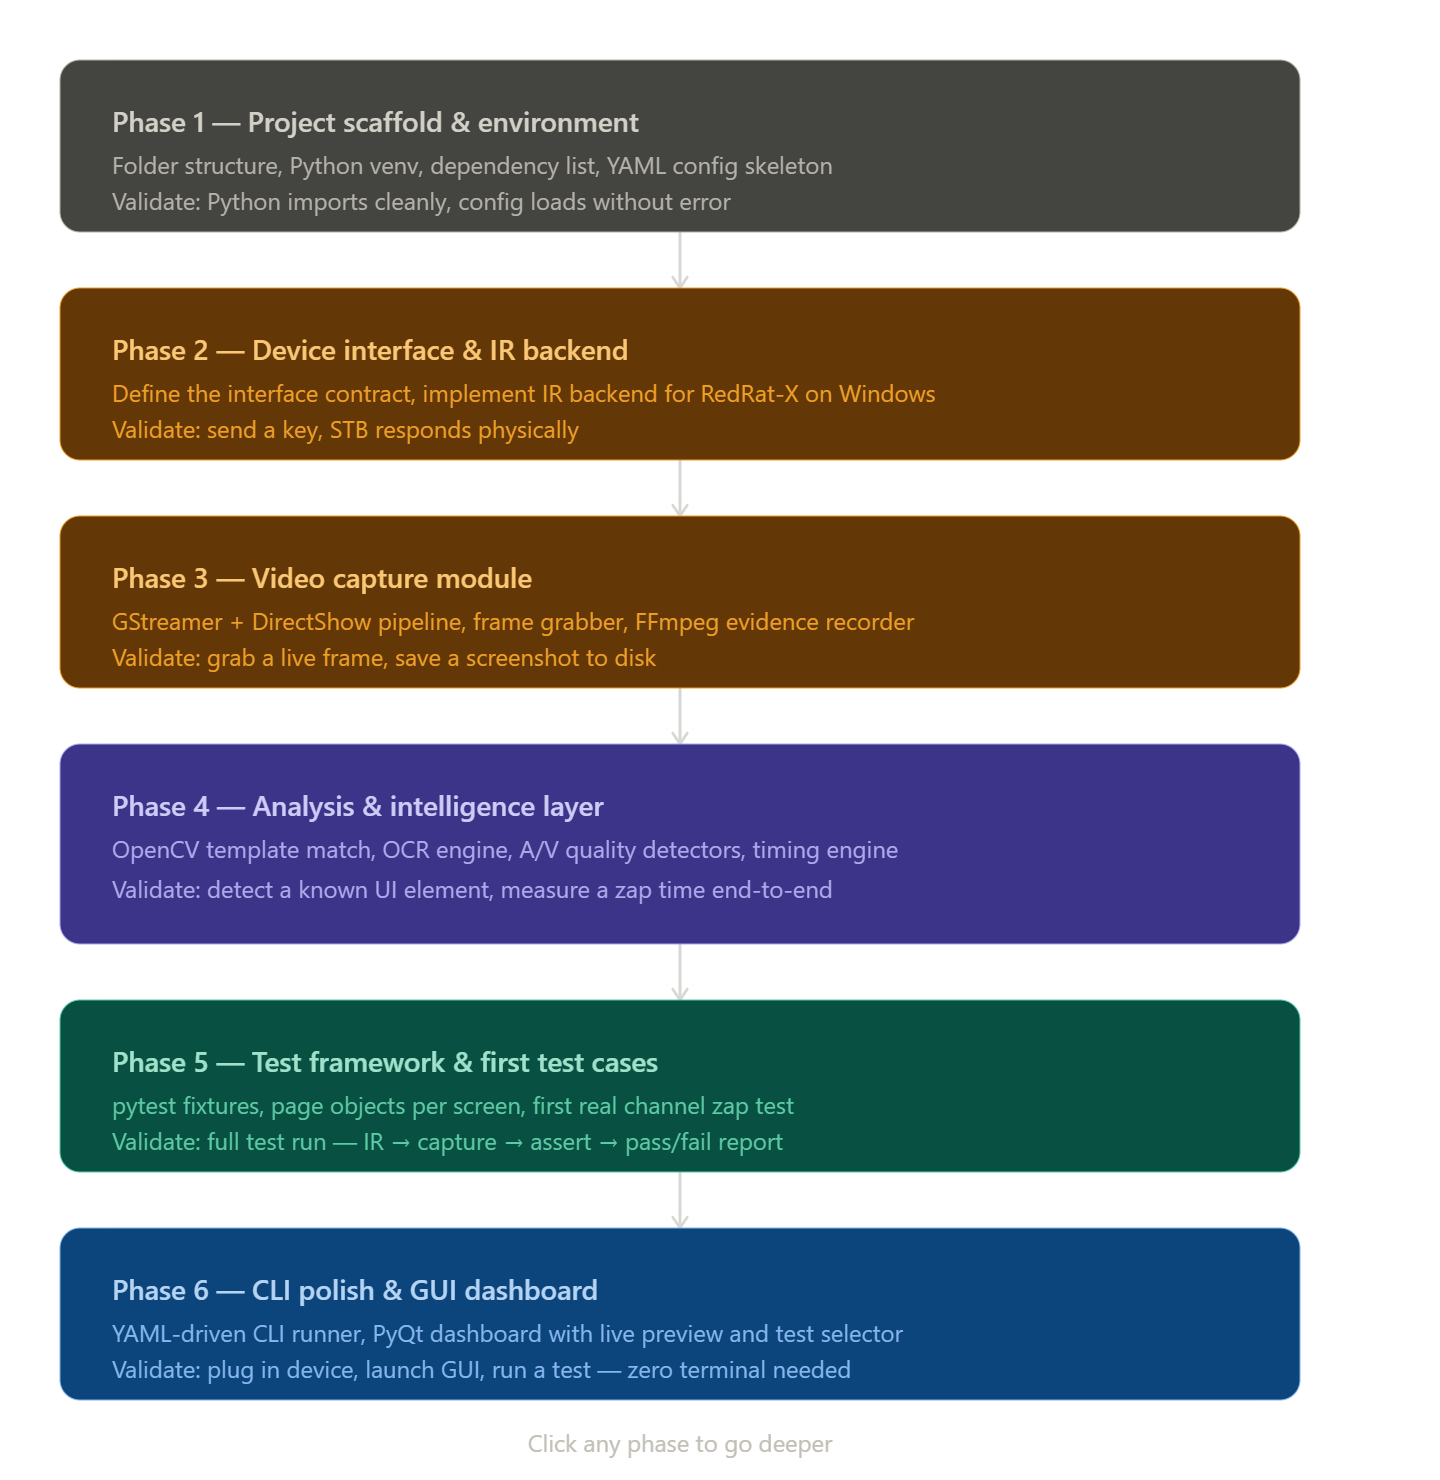 Phase 1 — Project scaffold & environment
Folder structure, Python venv, dependency list, YAML config skeleton
Validate: Python imports cleanly, config loads without error
Phase 2 — Device interface & IR backend
Define the interface contract, implement IR backend for RedRat-X on Windows
Validate: send a key, STB responds physically
Phase 3 — Video capture module
GStreamer + DirectShow pipeline, frame grabber, FFmpeg evidence recorder
Validate: grab a live frame, save a screenshot to disk
Phase 4 — Analysis & intelligence layer
OpenCV template match, OCR engine, A/V quality detectors, timing engine
Validate: detect a known UI element, measure a zap time end-to-end
Phase 5 — Test framework & first test cases
pytest fixtures, page objects per screen, first real channel zap test
Validate: full test run — IR → capture → assert → pass/fail report
Phase 6 — CLI polish & GUI dashboard
YAML-driven CLI runner, PyQt dashboard with live preview and test selector
Validate: plug in device, launch GUI, run a test — zero terminal needed
Click any phase to go deeper